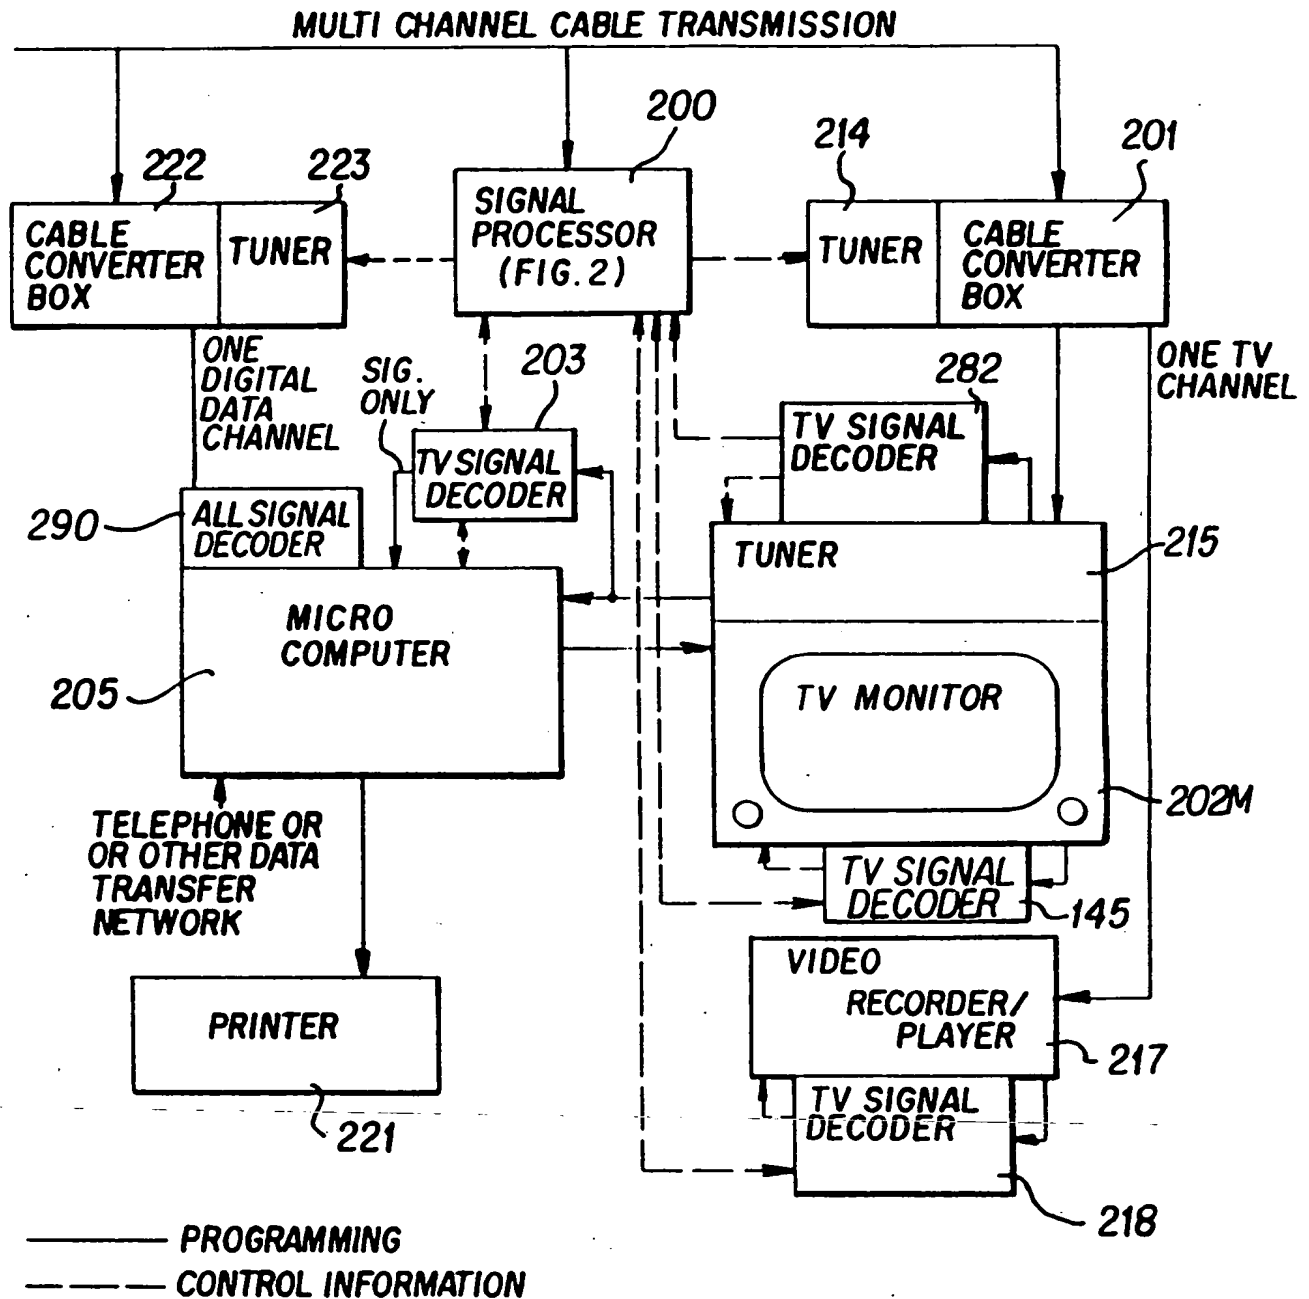 MULTI CHANNEL CABLE TRANSMISSION
200
214
201
222
223
CABLE
CONVERTER
BOX
TUNER
SIGNAL
PROCESSOR
(FIG. 2)
TUNER
CABLE
CONVERTER
BOX
ONE
DIGITAL
DATA
CHANNEL
SIG.
ONLY
203
282
ONE TV
CHANNEL
TV SIGNAL
DECODER
TV SIGNAL
DECODER
290
ALL SIGNAL
DECODER
TUNER
215
MICRO
COMPUTER
205
TV MONITOR
202M
TELEPHONE OR
OR OTHER DATA
TRANSFER
NETWORK
TV SIGNAL
DECODER
145
VIDEO
RECORDER/
PLAYER
217
PRINTER
221
TV SIGNAL
DECODER
218
PROGRAMMING
CONTROL INFORMATION